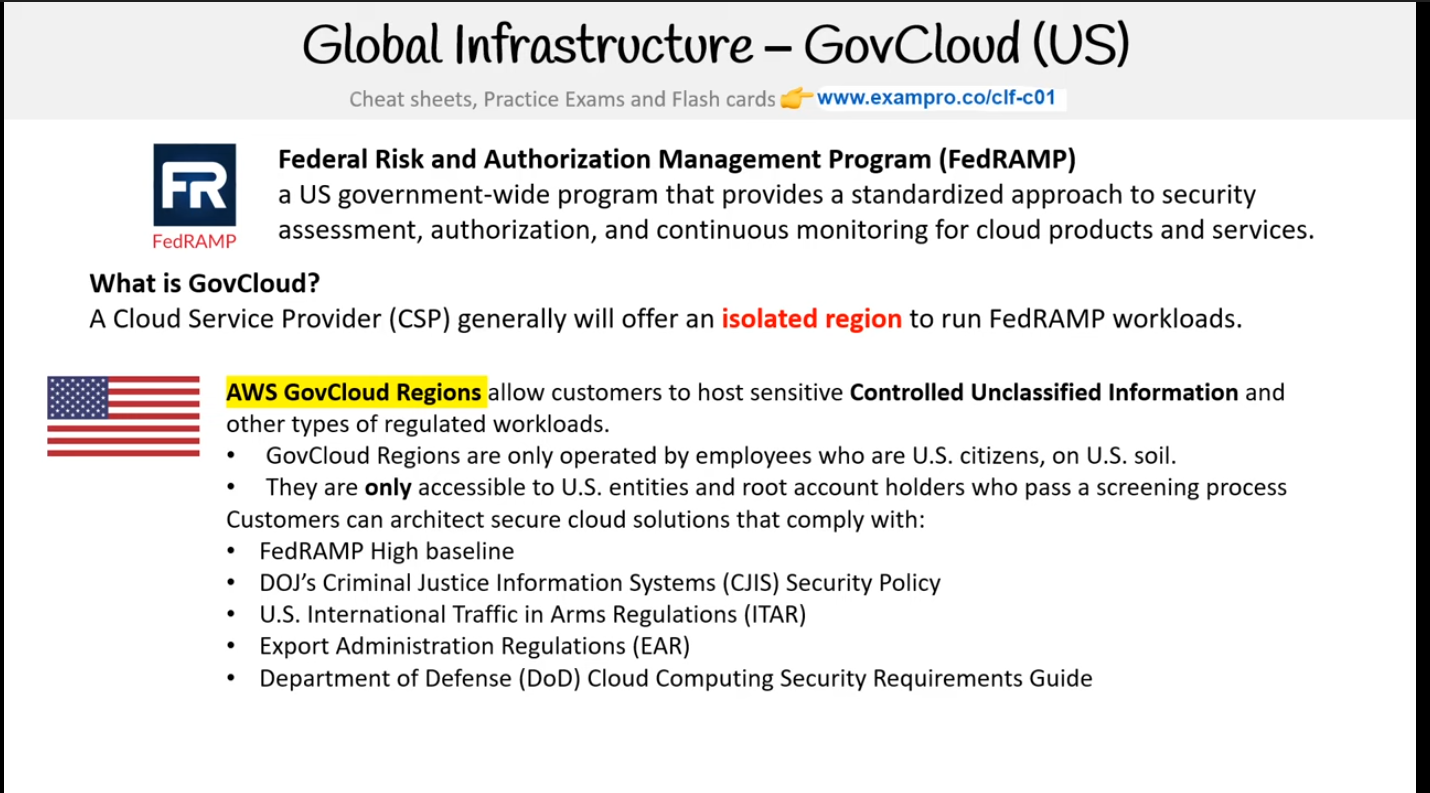 Global Infrastructure – GovCloud (US)
Cheat sheets, Practice Exams and Flash cards 👉 www.exampro.co/clf-c01
FR
FedRAMP
Federal Risk and Authorization Management Program (FedRAMP)
a US government-wide program that provides a standardized approach to security
assessment, authorization, and continuous monitoring for cloud products and services.
What is GovCloud?
A Cloud Service Provider (CSP) generally will offer an isolated region to run FedRAMP workloads.
AWS GovCloud Regions allow customers to host sensitive Controlled Unclassified Information and
other types of regulated workloads.
• GovCloud Regions are only operated by employees who are U.S. citizens, on U.S. soil.
• They are only accessible to U.S. entities and root account holders who pass a screening process
Customers can architect secure cloud solutions that comply with:
• FedRAMP High baseline
• DOJ’s Criminal Justice Information Systems (CJIS) Security Policy
• U.S. International Traffic in Arms Regulations (ITAR)
• Export Administration Regulations (EAR)
• Department of Defense (DoD) Cloud Computing Security Requirements Guide